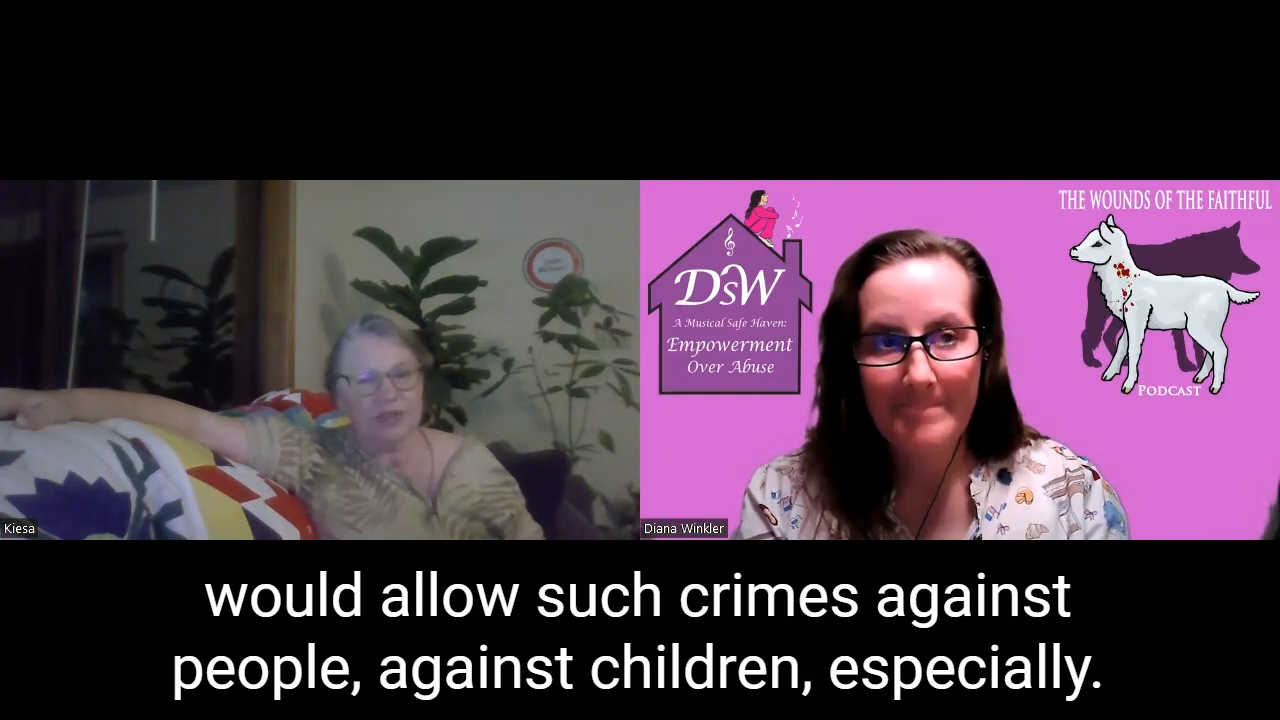 THE WOUNDS OF THE FAITHFUL
DSW
A Musical Safe Haven:
Empowerment
Over Abuse
PODCAST
Kiesa
Diana Winkler
would allow such crimes against
people, against children, especially.